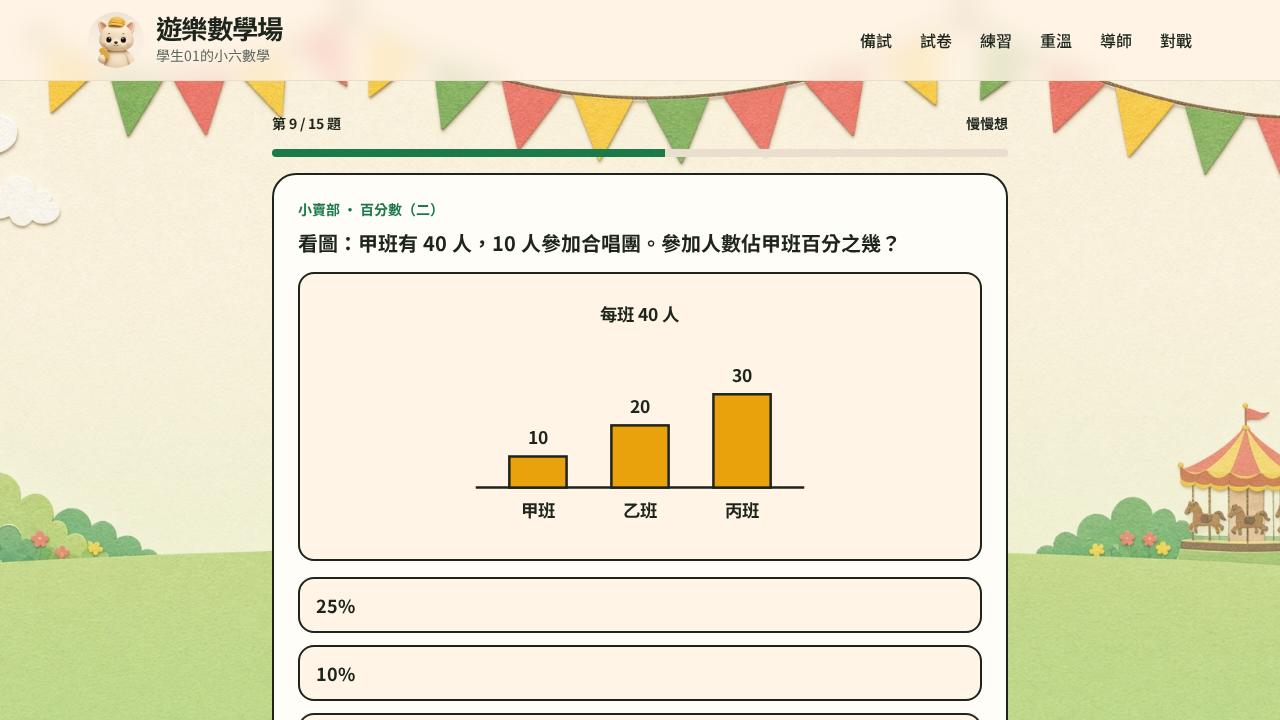 遊樂數學場
學生01的小六數學
備試
試卷
練習
重溫
導師
對戰
第 9 / 15 題
慢慢想
小賣部 · 百分數（二）
看圖：甲班有 40 人，10 人參加合唱團。參加人數佔甲班百分之幾？
每班 40 人
10
20
30
甲班
乙班
丙班
25%
10%